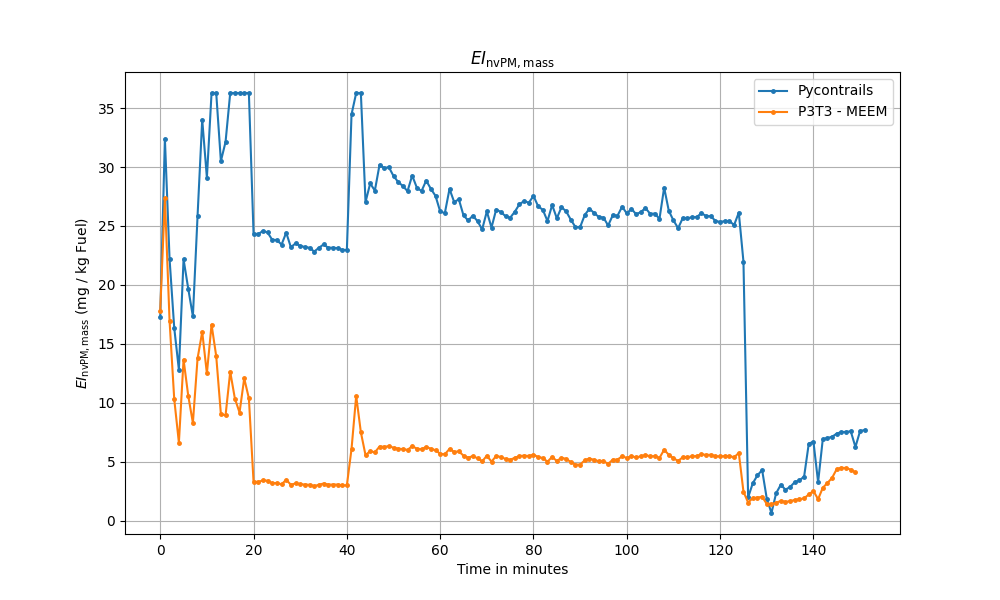 EI_nvPM, mass
Pycontrails
P3T3 - MEEM
EI_nvPM, mass (mg / kg Fuel)
35
30
25
20
15
10
5
0
0 20 40 60 80 100 120 140
Time in minutes